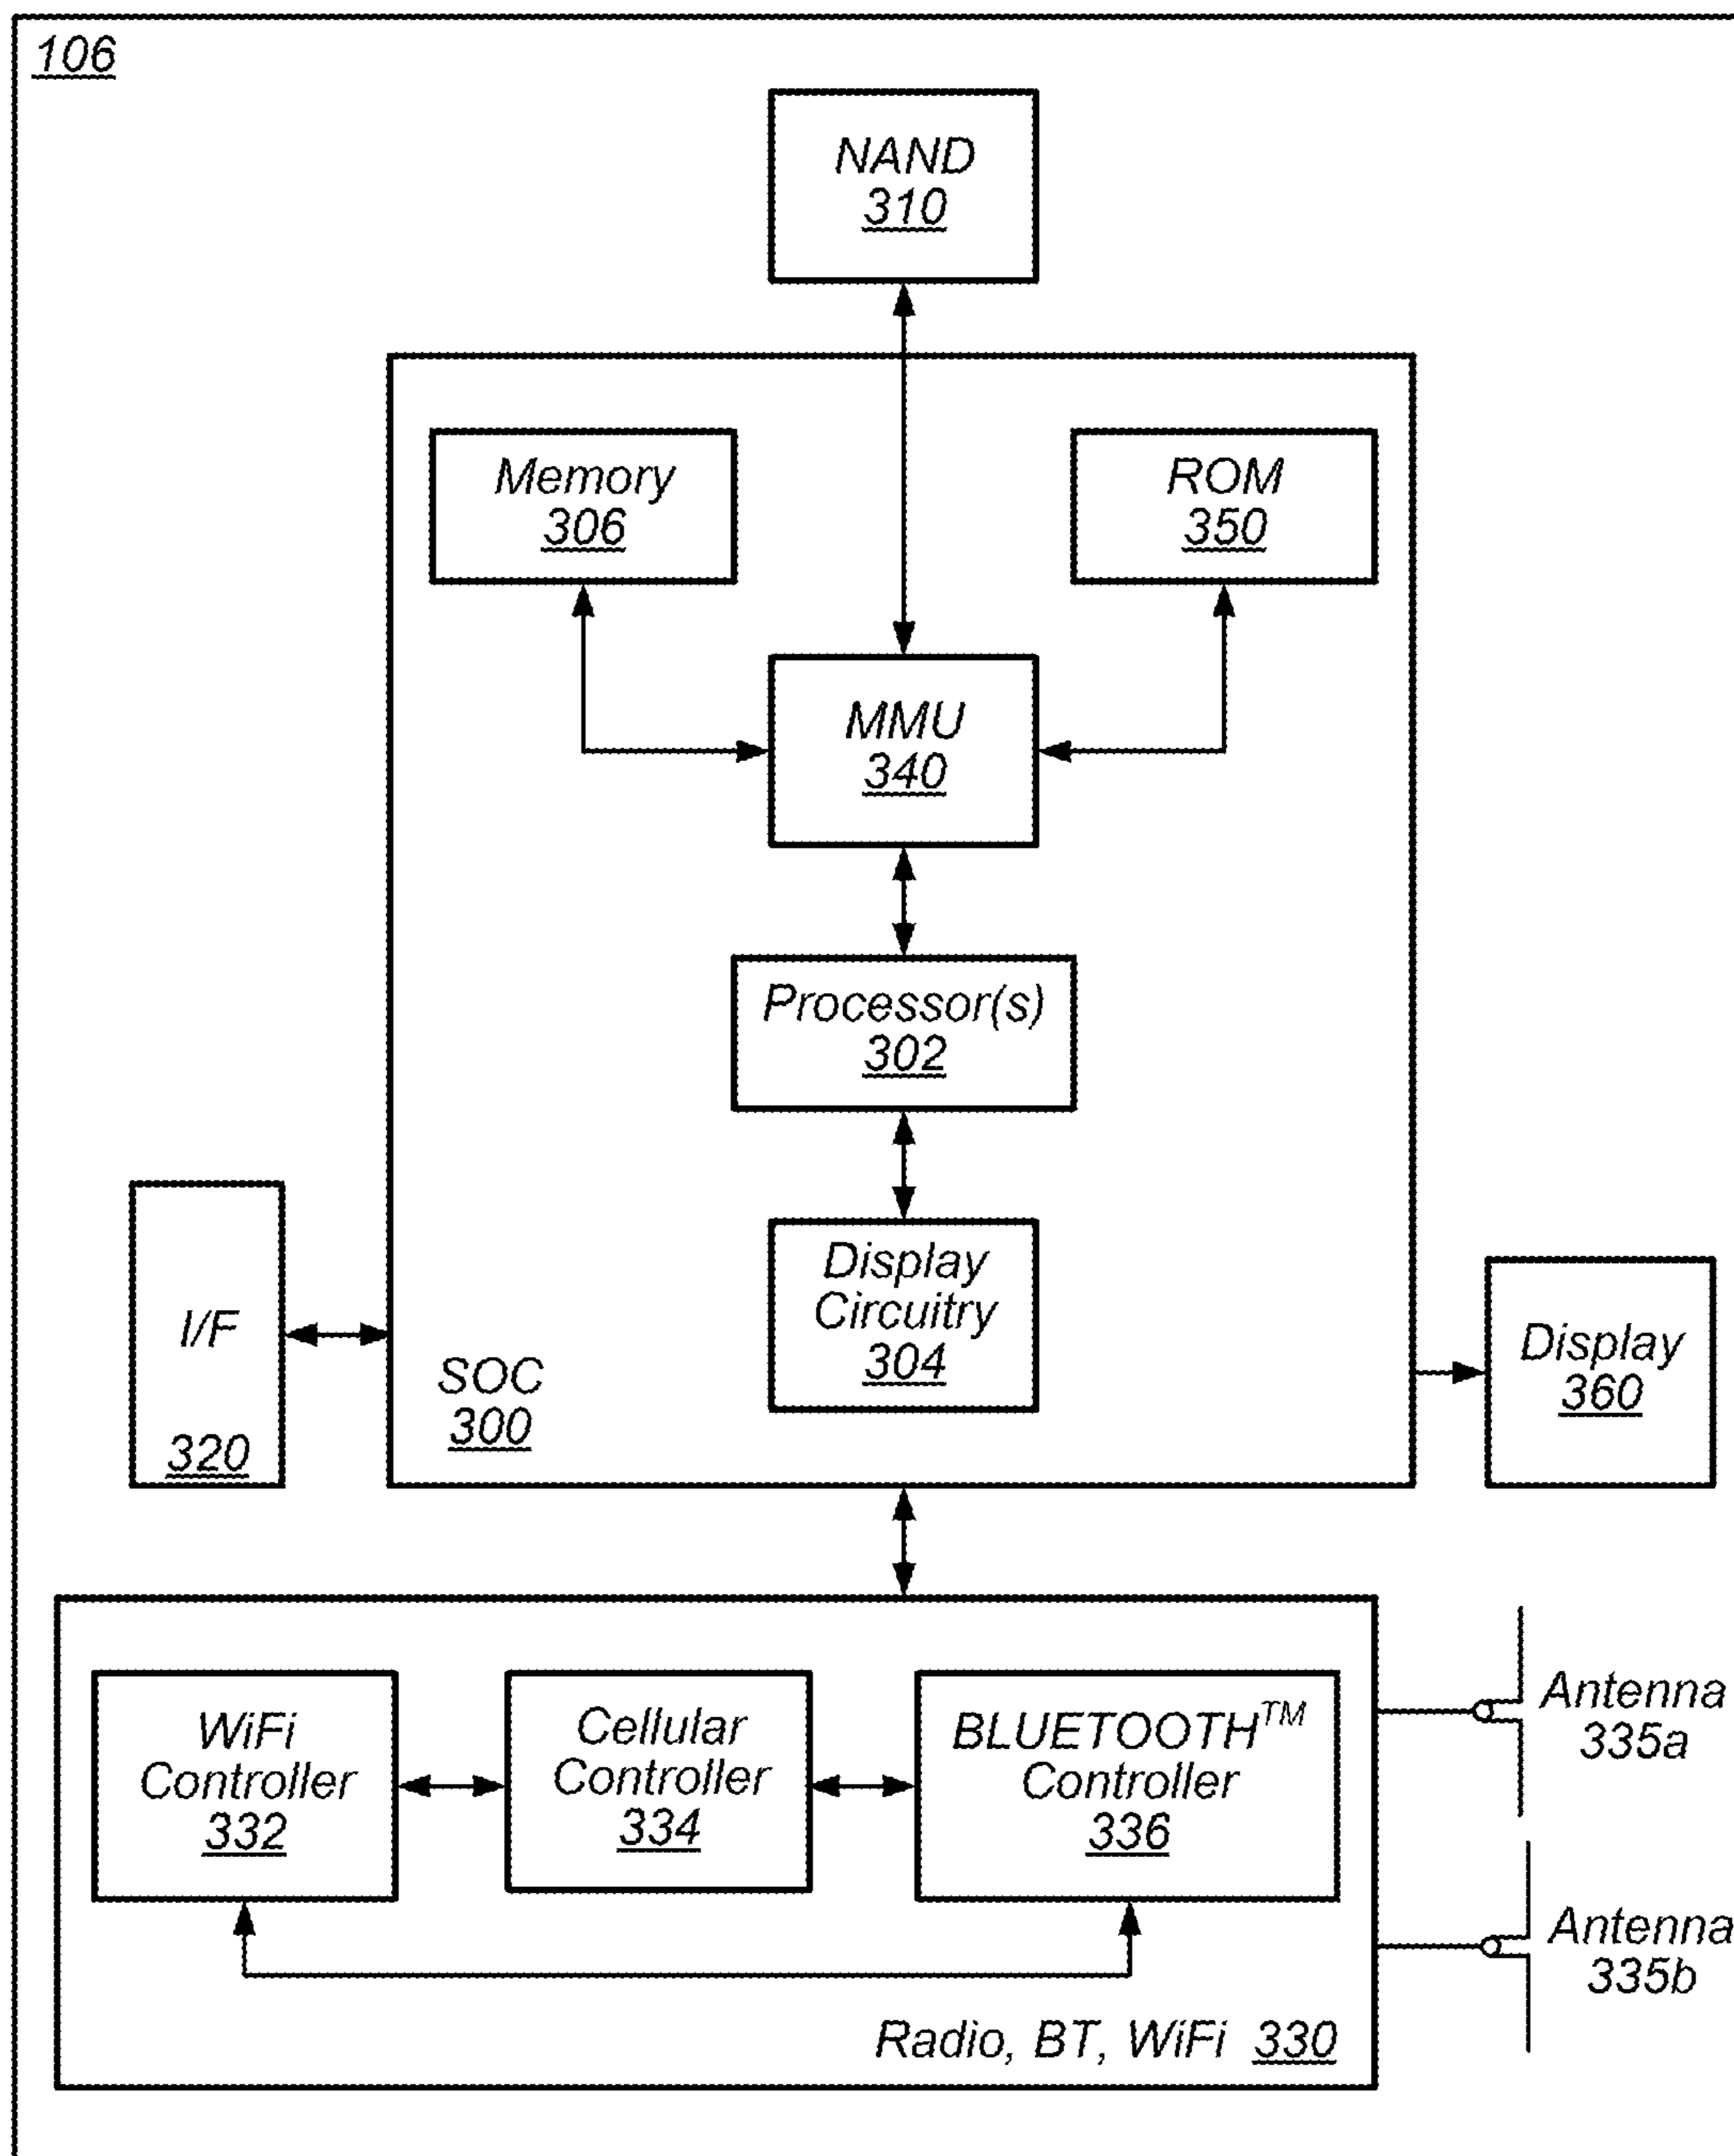 106
NAND
310
Memory
306
ROM
350
MMU
340
Processor(s)
302
Display
Circuitry
304
I/F
320
SOC
300
Display
360
WiFi
Controller
332
Cellular
Controller
334
BLUETOOTH™
Controller
336
Antenna
335a
Antenna
335b
Radio, BT, WiFi 330